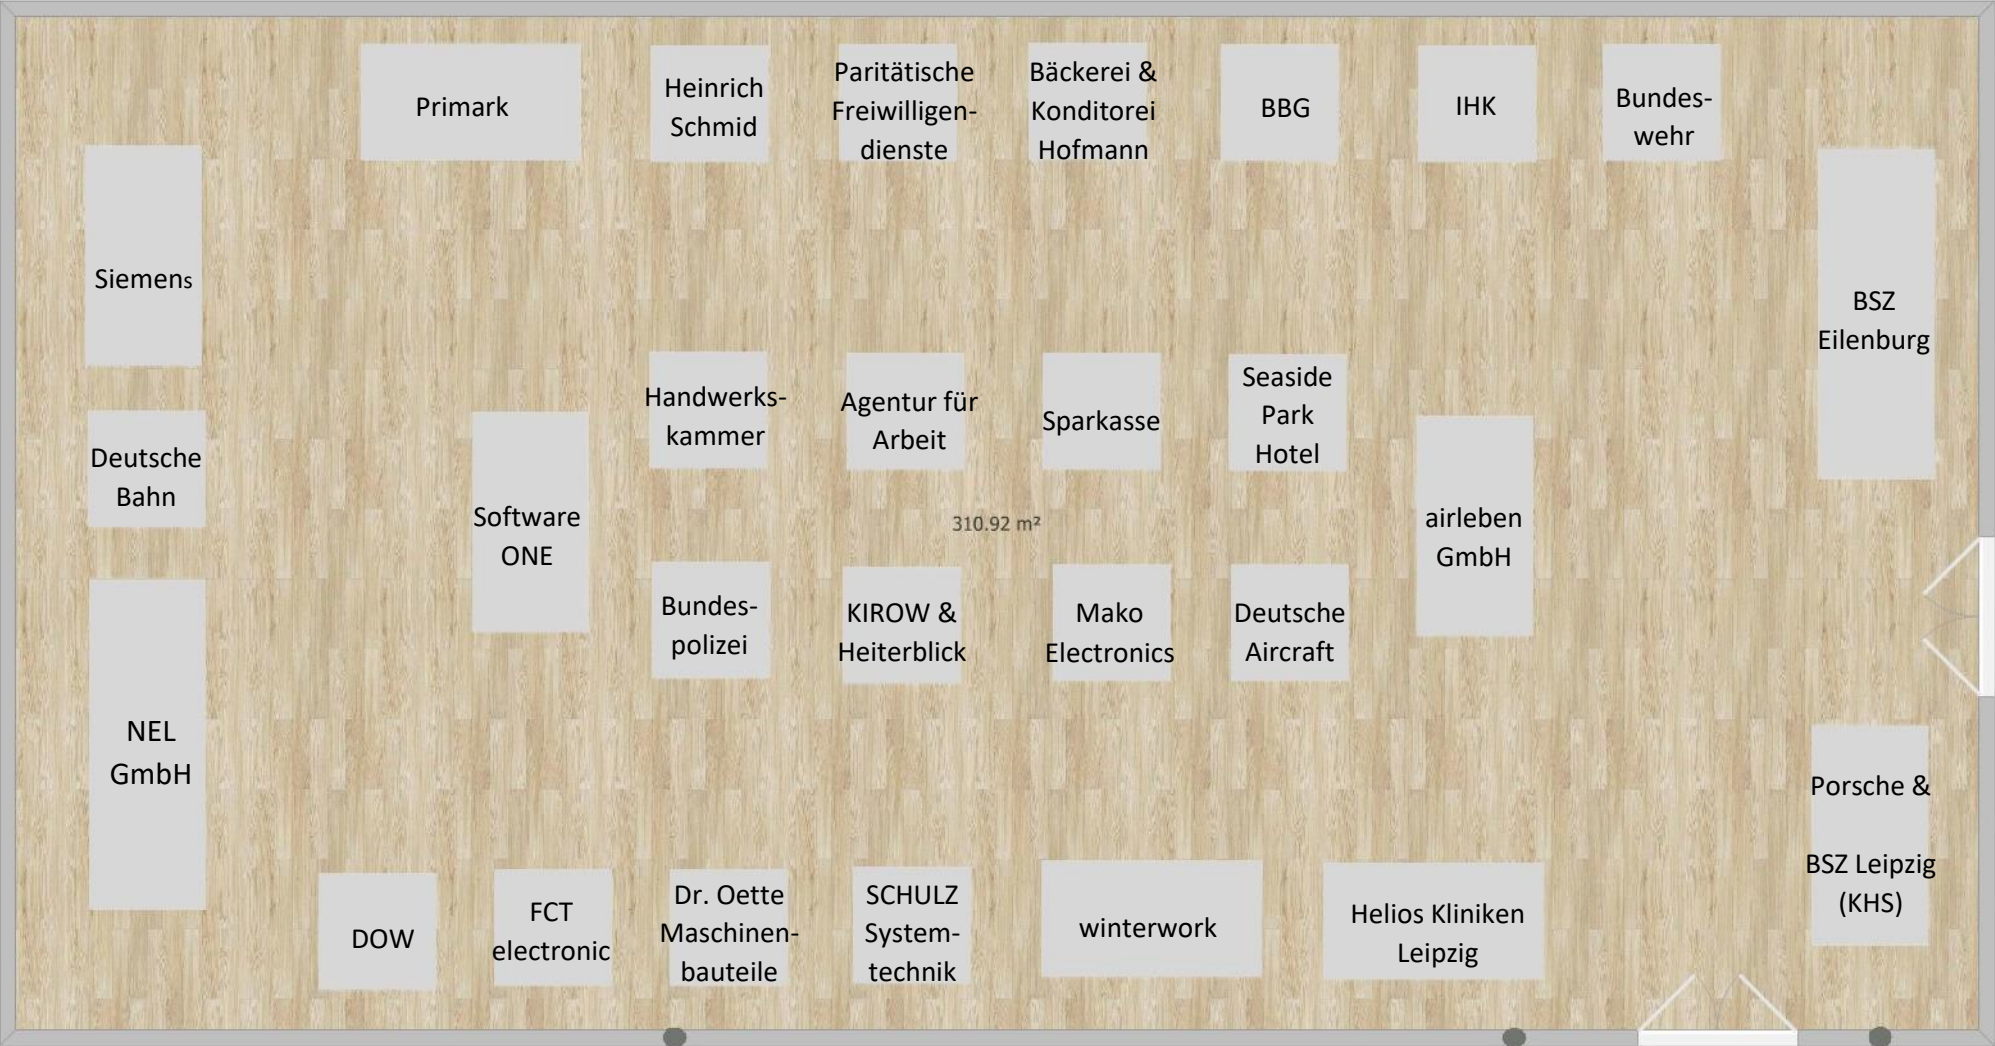 Primark
Heinrich
Schmid
Paritätische
Freiwilligen-
dienste
Bäckerei &
Konditorei
Hofmann
BBG
IHK
Bundes-
wehr
Siemens
BSZ
Eilenburg
Deutsche
Bahn
Software
ONE
Handwerks-
kammer
Agentur für
Arbeit
Sparkasse
Seaside
Park
Hotel
airleben
GmbH
310.92 m²
Bundes-
polizei
KIROW &
Heiterblick
Mako
Electronics
Deutsche
Aircraft
NEL
GmbH
Porsche &
BSZ Leipzig
(KHS)
DOW
FCT
electronic
Dr. Oette
Maschinen-
bauteile
SCHULZ
System-
technik
winterwork
Helios Kliniken
Leipzig